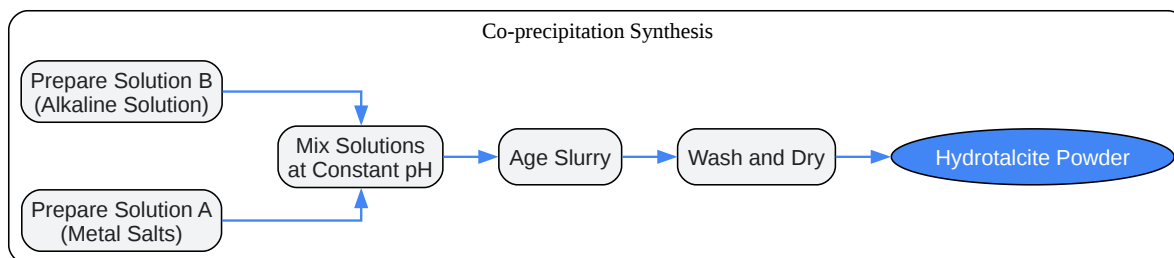 Co-precipitation Synthesis
Prepare Solution B
(Alkaline Solution)
Prepare Solution A
(Metal Salts)
Mix Solutions
at Constant pH
Age Slurry
Wash and Dry
Hydrotalcite Powder